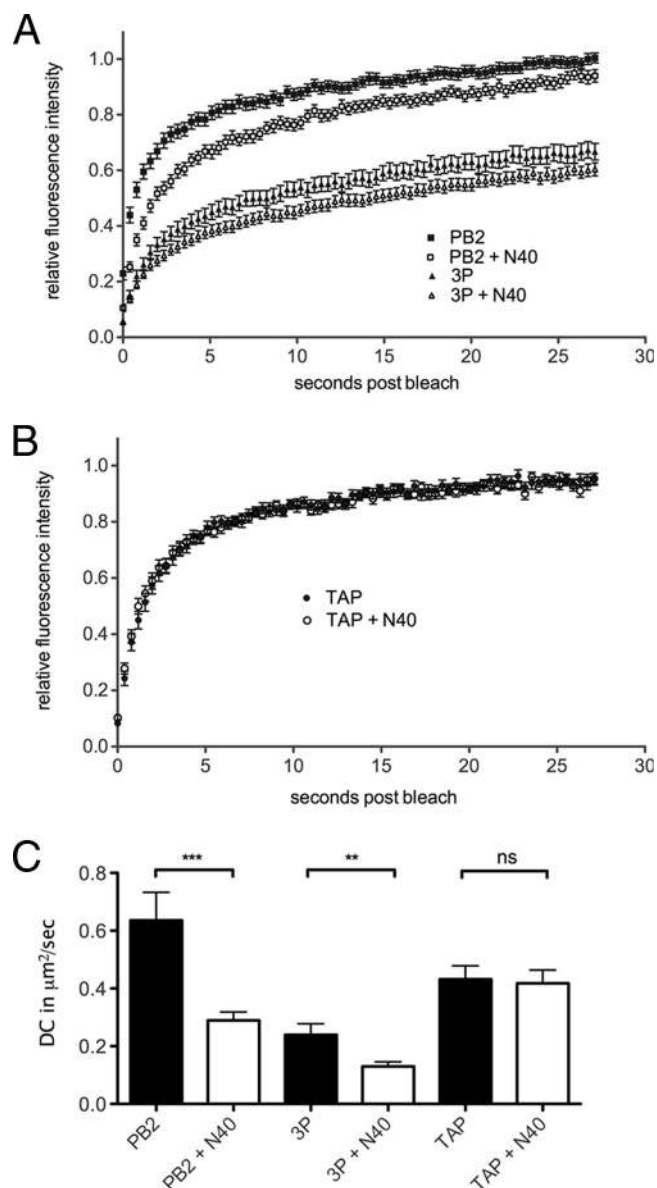 A
relative fluorescence intensity
1.0
0.8
0.6
0.4
0.2
0.0
PB2
PB2 + N40
3P
3P + N40
0 5 10 15 20 25 30
seconds post bleach
B
relative fluorescence intensity
1.0
0.8
0.6
0.4
0.2
0.0
TAP
TAP + N40
0 5 10 15 20 25 30
seconds post bleach
C
*** ** ns
DC in μm²/sec
0.8
0.6
0.4
0.2
0.0
PB2 PB2 + N40 3P 3P + N40 TAP TAP + N40